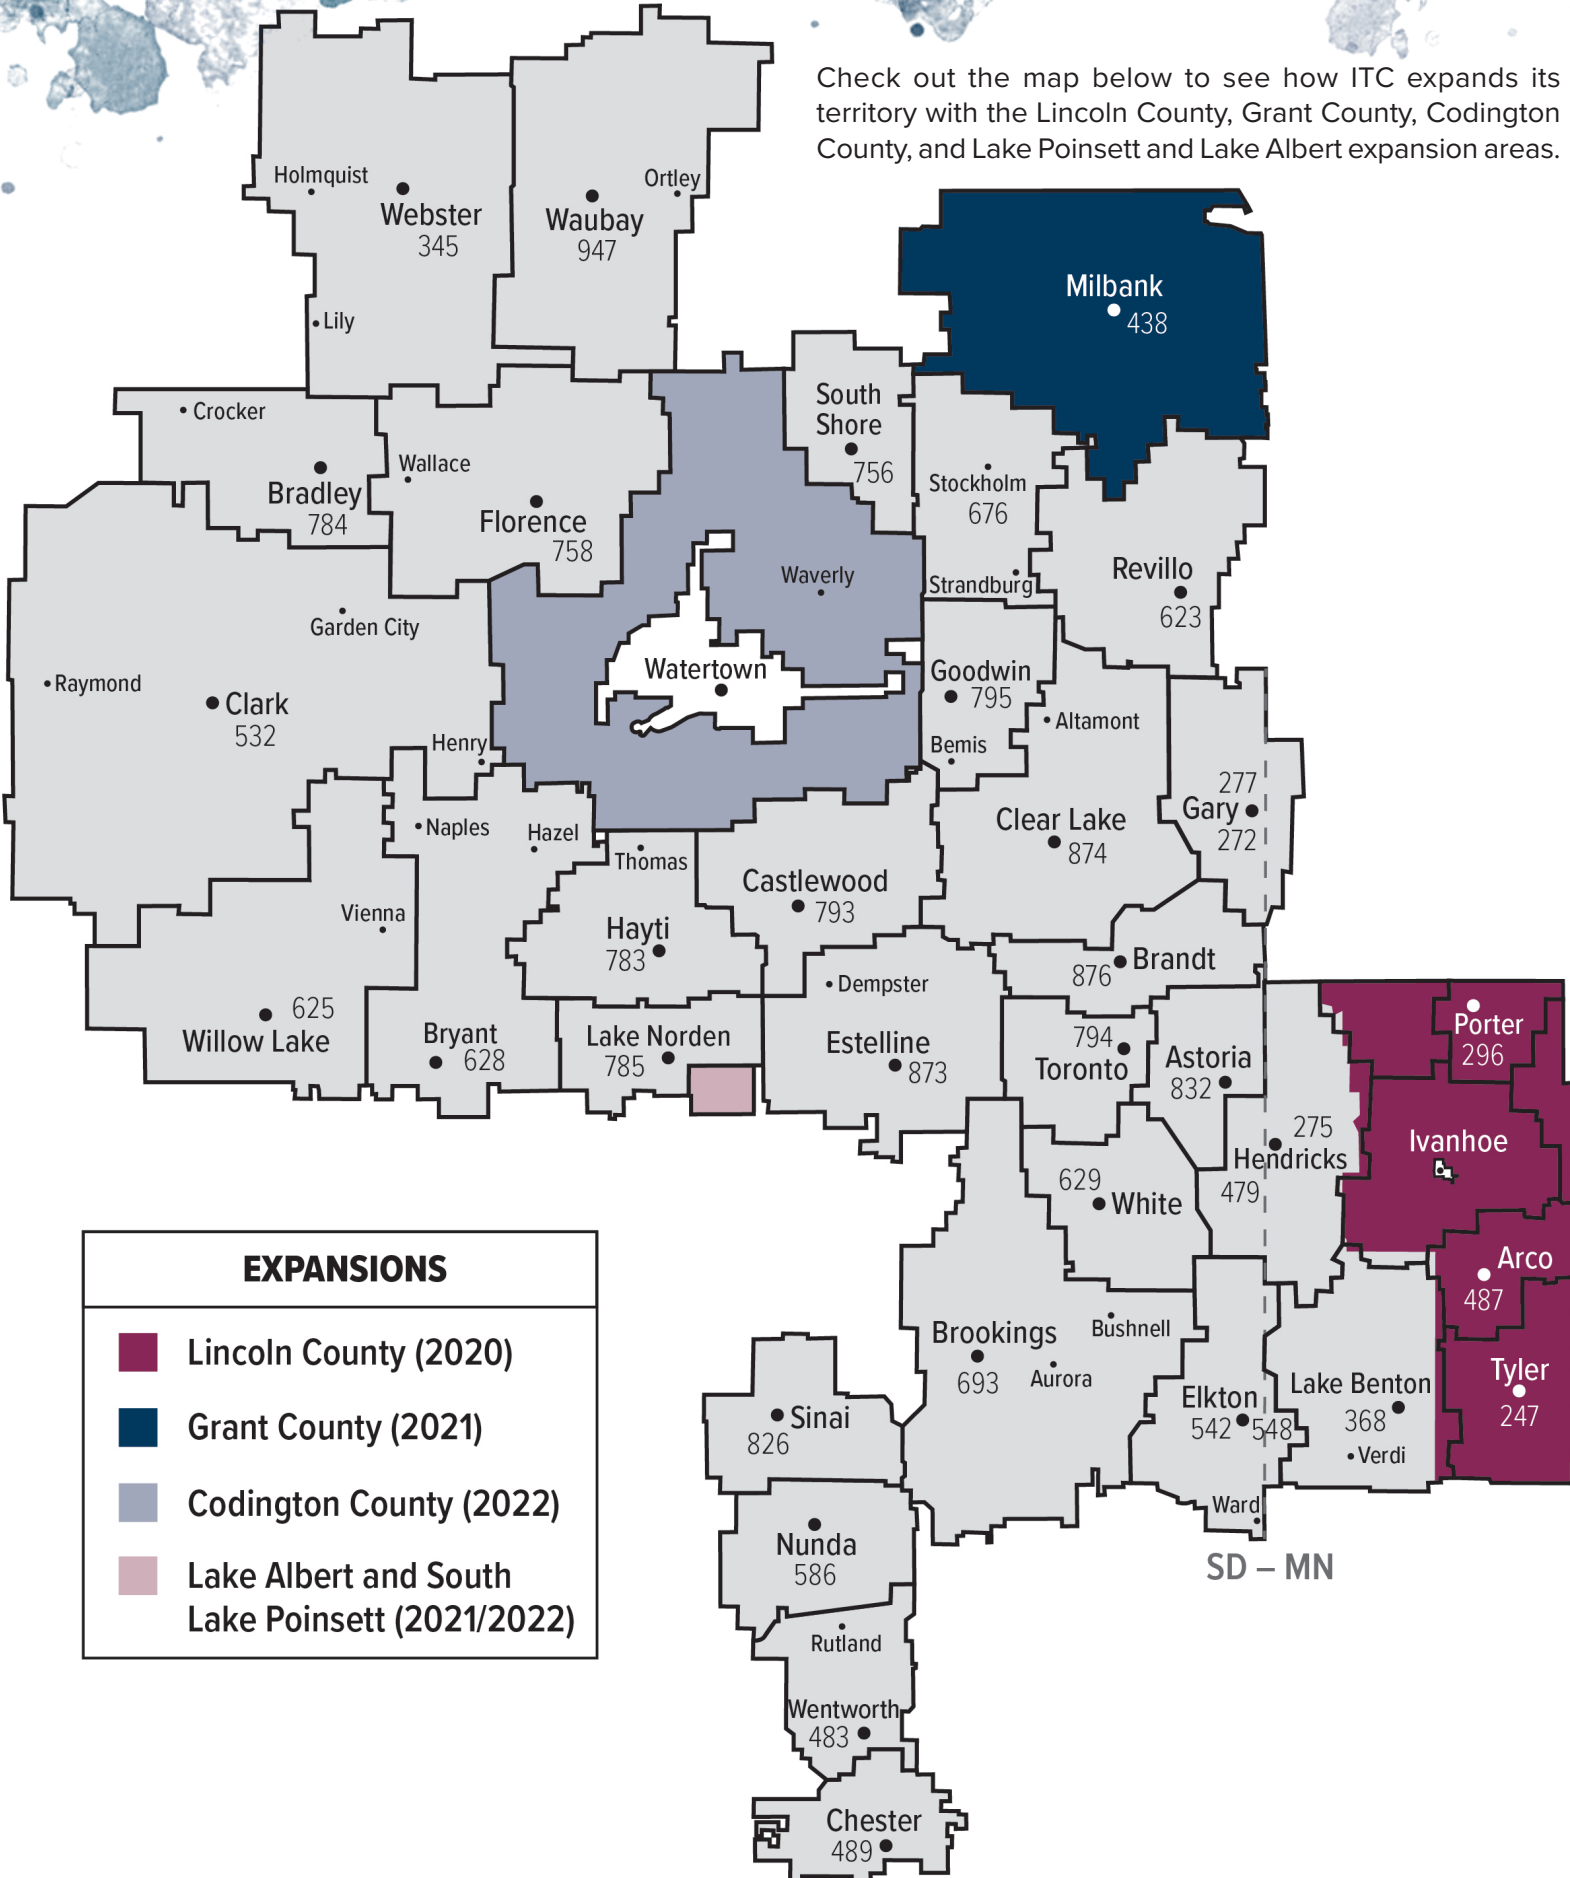 Check out the map below to see how ITC expands its
territory with the Lincoln County, Grant County, Codington
County, and Lake Poinsett and Lake Albert expansion areas.
Holmquist
Webster
345
Waubay
947
Ortley
Lily
Milbank
438
Crocker
Bradley
784
Wallace
Florence
758
South
Shore
756
Stockholm
676
Strandburg
Revillo
623
Waverly
Watertown
Garden City
Raymond
Clark
532
Henry
Goodwin
795
Bemis
Altamont
Clear Lake
874
277
Gary
272
Naples
Hazel
Thomas
Castlewood
793
Vienna
Hayti
783
Dempster
876 Brandt
625
Willow Lake
Bryant
628
Lake Norden
785
Estelline
873
794
Toronto
Astoria
832
Porter
296
275
Hendricks
479
Ivanhoe
629
White
Arco
487
Brookings
693
Bushnell
Aurora
Elkton
542 548
Lake Benton
368
Verdi
Tyler
247
Ward
SD – MN
Sinai
826
Nunda
586
Rutland
Wentworth
483
Chester
489
EXPANSIONS
Lincoln County (2020)
Grant County (2021)
Codington County (2022)
Lake Albert and South
Lake Poinsett (2021/2022)